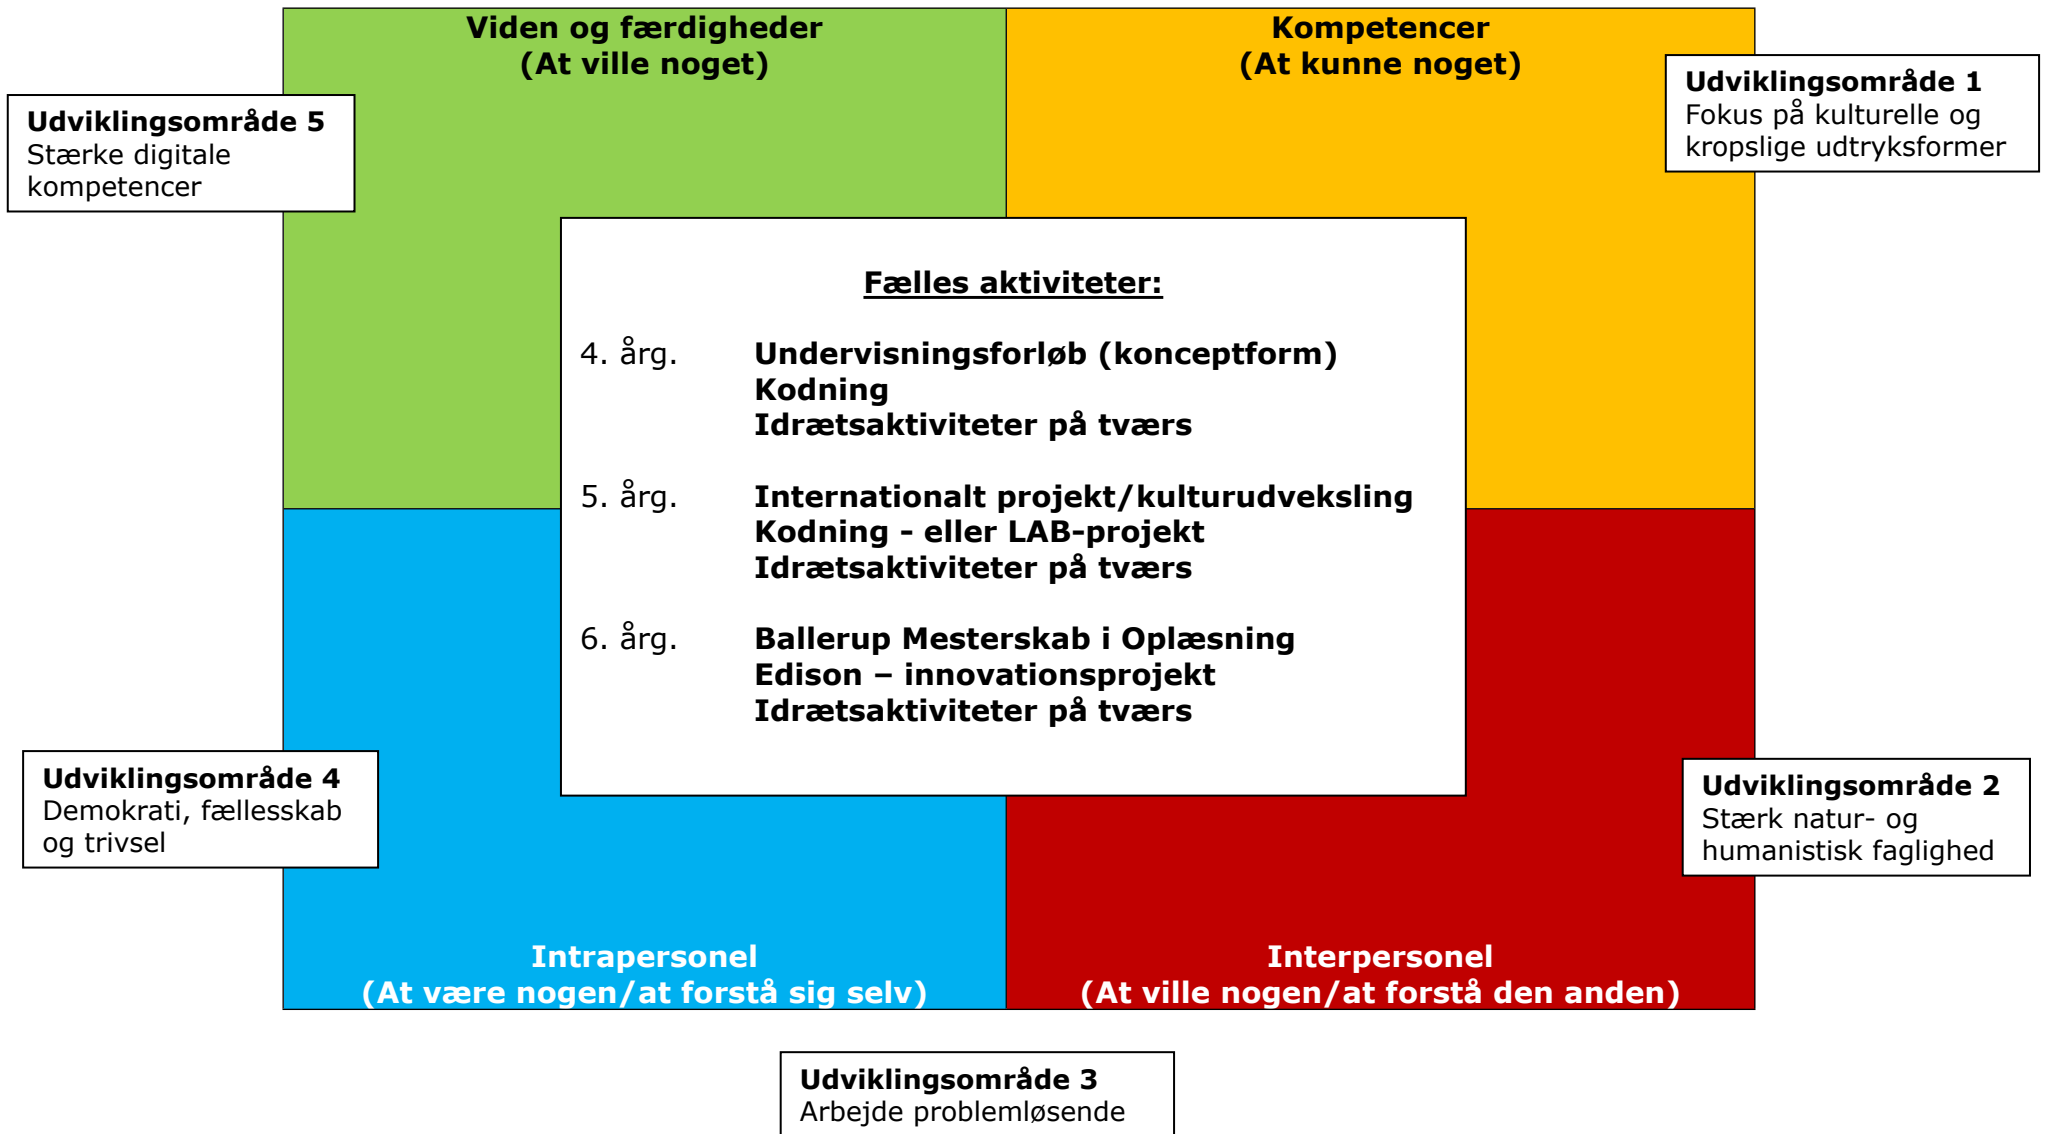 Viden og færdigheder
(At ville noget)
Kompetencer
(At kunne noget)
Udviklingsområde 1
Fokus på kulturelle og
kropslige udtryksformer
Udviklingsområde 5
Stærke digitale
kompetencer
Fælles aktiviteter:
4. årg. Undervisningsforløb (konceptform)
Kodning
Idrætsaktiviteter på tværs
5. årg. Internationalt projekt/kulturudveksling
Kodning - eller LAB-projekt
Idrætsaktiviteter på tværs
6. årg. Ballerup Mesterskab i Oplæsning
Edison – innovationsprojekt
Idrætsaktiviteter på tværs
Udviklingsområde 4
Demokrati, fællesskab
og trivsel
Udviklingsområde 2
Stærk natur- og
humanistisk faglighed
Intrapersonel
(At være nogen/at forstå sig selv)
Interpersonel
(At ville nogen/at forstå den anden)
Udviklingsområde 3
Arbejde problemløsende